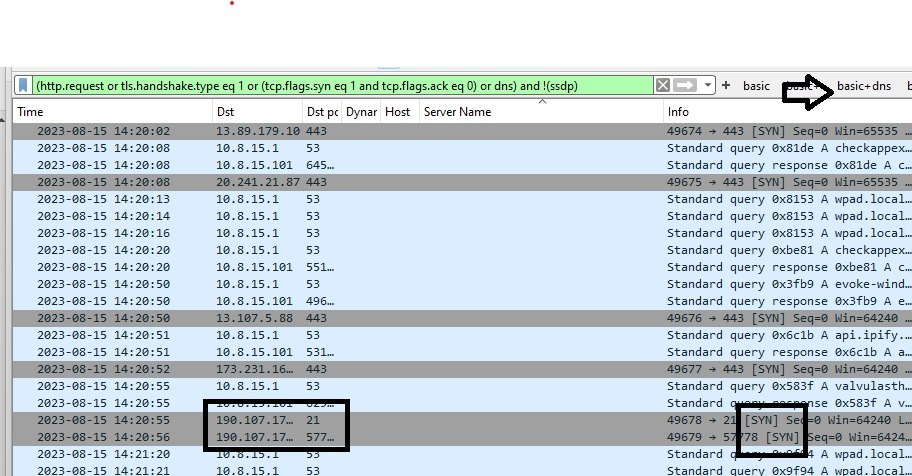 (http.request or tls.handshake.type eq 1 or (tcp.flags.syn eq 1 and tcp.flags.ack eq 0) or dns) and !(ssdp) + basic basic+ basic+dns
Time Dst Dst pc Dynar Host Server Name Info
2023-08-15 14:20:02 13.89.179.10 443 49674 → 443 [SYN] Seq=0 Win=65535 …
2023-08-15 14:20:08 10.8.15.1 53 Standard query 0x81de A checkappex…
2023-08-15 14:20:08 10.8.15.101 645… Standard query response 0x81de A c…
2023-08-15 14:20:08 20.241.21.87 443 49675 → 443 [SYN] Seq=0 Win=65535 …
2023-08-15 14:20:13 10.8.15.1 53 Standard query 0x8153 A wpad.local…
2023-08-15 14:20:14 10.8.15.1 53 Standard query 0x8153 A wpad.local…
2023-08-15 14:20:16 10.8.15.1 53 Standard query 0x8153 A wpad.local…
2023-08-15 14:20:20 10.8.15.1 53 Standard query 0xbe81 A checkappex…
2023-08-15 14:20:20 10.8.15.101 551… Standard query response 0xbe81 A c…
2023-08-15 14:20:50 10.8.15.1 53 Standard query 0x3fb9 A evoke-wind…
2023-08-15 14:20:50 10.8.15.101 496… Standard query response 0x3fb9 A e…
2023-08-15 14:20:50 13.107.5.88 443 49676 → 443 [SYN] Seq=0 Win=64240 …
2023-08-15 14:20:51 10.8.15.1 53 Standard query 0x6c1b A api.ipify.…
2023-08-15 14:20:51 10.8.15.101 531… Standard query response 0x6c1b A a…
2023-08-15 14:20:52 173.231.16… 443 49677 → 443 [SYN] Seq=0 Win=64240 …
2023-08-15 14:20:55 10.8.15.1 53 Standard query 0x583f A valvulasth…
2023-08-15 14:20:55 10.8.15.101 Standard query response 0x583f A v…
2023-08-15 14:20:55 190.107.17… 21 49678 → 21 [SYN] Seq=0 Win=64240 L…
2023-08-15 14:20:56 190.107.17… 577… 49679 → 57778 [SYN] Seq=0 Win=6424…
2023-08-15 14:21:20 10.8.15.1 53 Standard query 0x9f94 A wpad.local…
2023-08-15 14:21:21 10.8.15.1 53 Standard query 0x9f94 A wpad.local…